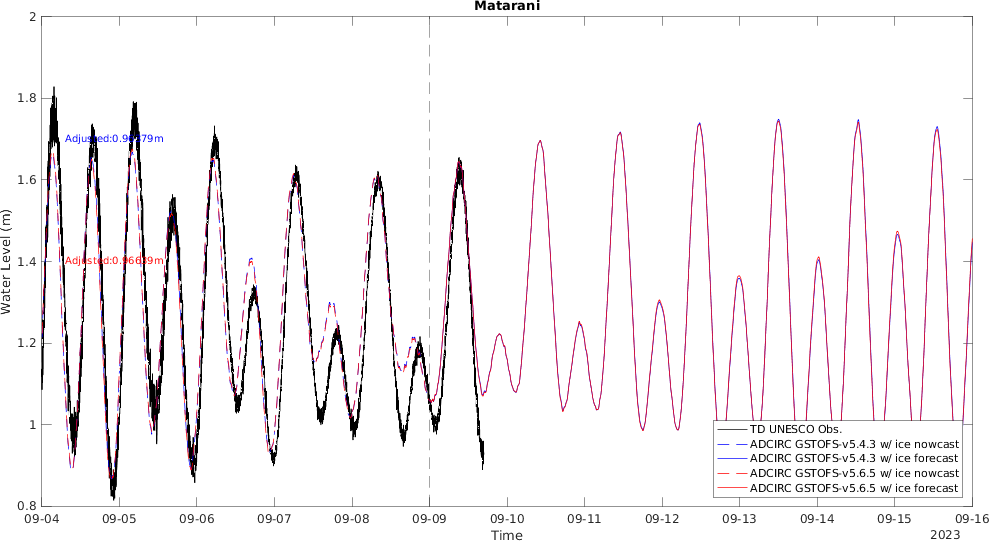 Matarani
2
1.8
1.6
1.4
1.2
1
0.8
Water Level (m)
Adjusted:
Adjusted:
09-04 09-05 09-06 09-07 09-08 09-09 09-10 09-11 09-12 09-13 09-14 09-15 09-16
Time
2023
TD UNESCO Obs.
ADCIRC GSTOFS-v5.4.3 w/ ice nowcast
ADCIRC GSTOFS-v5.4.3 w/ ice forecast
ADCIRC GSTOFS-v5.6.5 w/ ice nowcast
ADCIRC GSTOFS-v5.6.5 w/ ice forecast